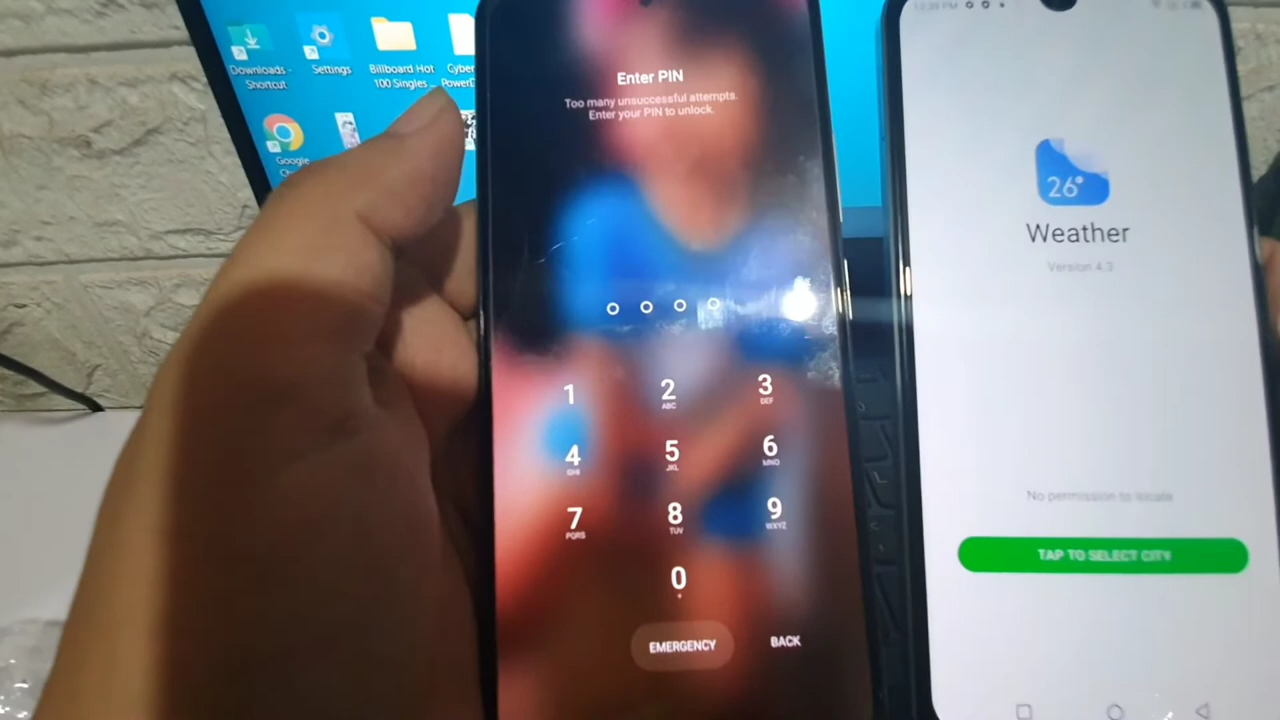 Downloads -
Shortcut
Settings
Billboard Hot
100 Singles
Cyber
PowerD
Google
Enter PIN
Too many unsuccessful attempts.
Enter your PIN to unlock.
1
2
ABC
3
DEF
4
GHI
5
JKL
6
MNO
7
PQRS
8
TUV
9
WXYZ
0
+
EMERGENCY
BACK
26°
Weather
Version 4.3
No permission to locate
TAP TO SELECT CITY